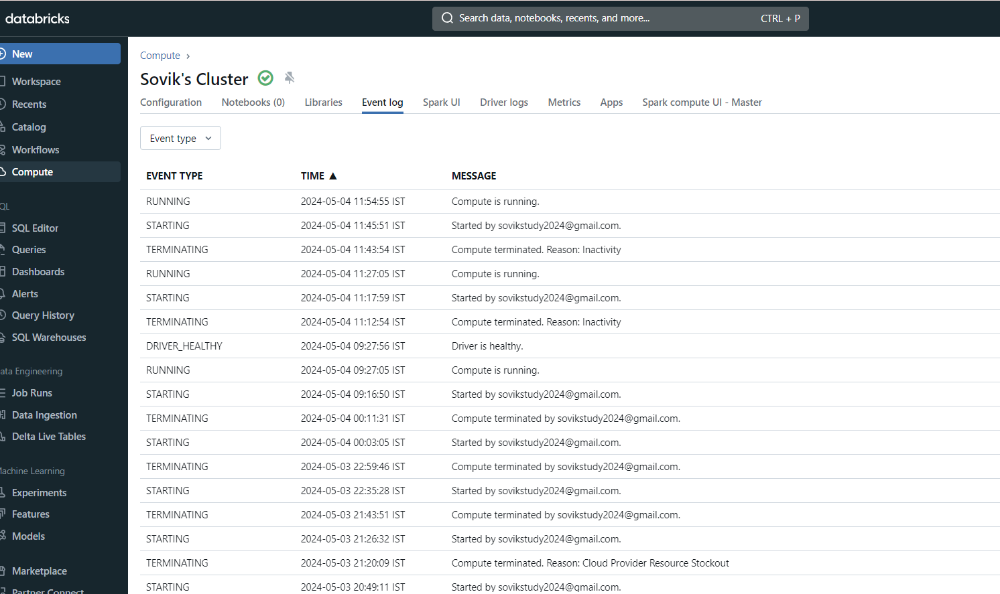 databricks
Search data, notebooks, recents, and more...
CTRL + P
New
Workspace
Recents
Catalog
Workflows
Compute
QL
SQL Editor
Queries
Dashboards
Alerts
Query History
SQL Warehouses
ata Engineering
Job Runs
Data Ingestion
Delta Live Tables
achine Learning
Experiments
Features
Models
Marketplace
Partner Connect
Compute ›
Sovik's Cluster
Configuration Notebooks (0) Libraries Event log Spark UI Driver logs Metrics Apps Spark compute UI - Master
Event type
EVENT TYPE TIME ▲ MESSAGE
RUNNING 2024-05-04 11:54:55 IST Compute is running.
STARTING 2024-05-04 11:45:51 IST Started by sovikstudy2024@gmail.com.
TERMINATING 2024-05-04 11:43:54 IST Compute terminated. Reason: Inactivity
RUNNING 2024-05-04 11:27:05 IST Compute is running.
STARTING 2024-05-04 11:17:59 IST Started by sovikstudy2024@gmail.com.
TERMINATING 2024-05-04 11:12:54 IST Compute terminated. Reason: Inactivity
DRIVER_HEALTHY 2024-05-04 09:27:56 IST Driver is healthy.
RUNNING 2024-05-04 09:27:05 IST Compute is running.
STARTING 2024-05-04 09:16:50 IST Started by sovikstudy2024@gmail.com.
TERMINATING 2024-05-04 00:11:31 IST Compute terminated by sovikstudy2024@gmail.com.
STARTING 2024-05-04 00:03:05 IST Started by sovikstudy2024@gmail.com.
TERMINATING 2024-05-03 22:59:46 IST Compute terminated by sovikstudy2024@gmail.com.
STARTING 2024-05-03 22:35:28 IST Started by sovikstudy2024@gmail.com.
TERMINATING 2024-05-03 21:43:51 IST Compute terminated by sovikstudy2024@gmail.com.
STARTING 2024-05-03 21:26:32 IST Started by sovikstudy2024@gmail.com.
TERMINATING 2024-05-03 21:20:09 IST Compute terminated. Reason: Cloud Provider Resource Stockout
STARTING 2024-05-03 20:49:11 IST Started by sovikstudy2024@gmail.com.